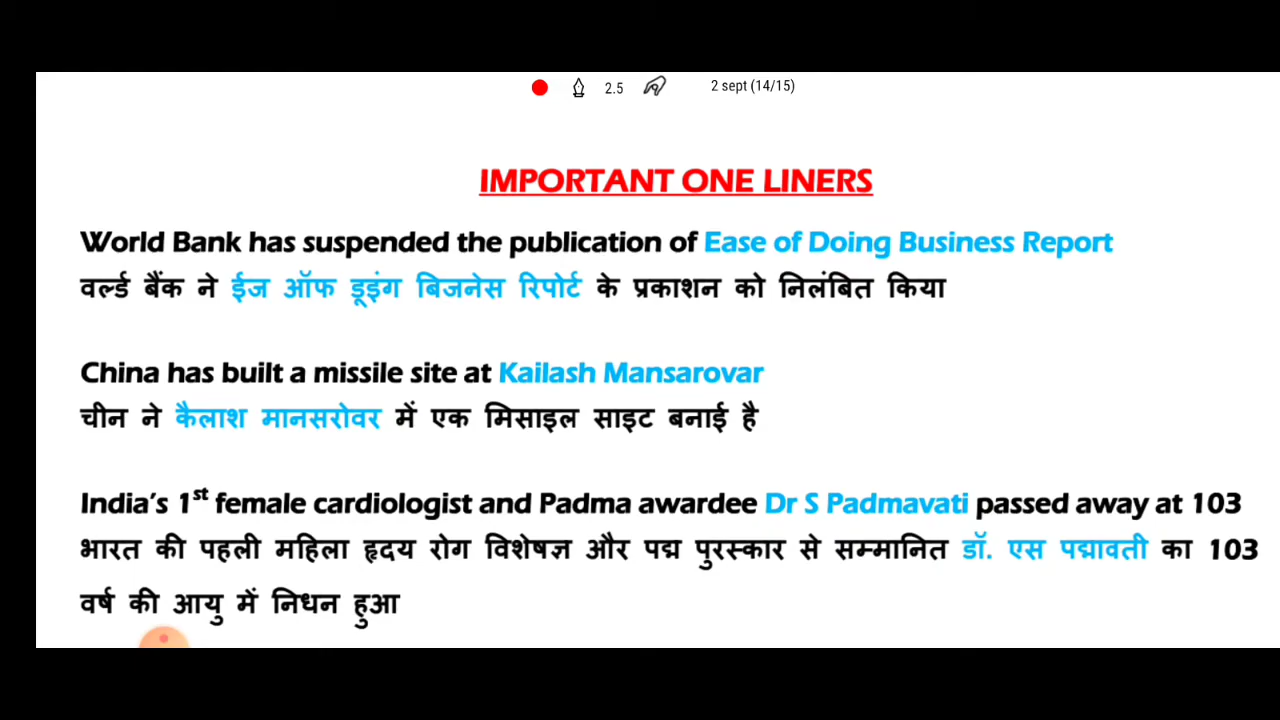 2.5 2 sept (14/15)
IMPORTANT ONE LINERS
World Bank has suspended the publication of Ease of Doing Business Report
वर्ल्ड बैंक ने ईज ऑफ डूइंग बिजनेस रिपोर्ट के प्रकाशन को निलंबित किया
China has built a missile site at Kailash Mansarovar
चीन ने कैलाश मानसरोवर में एक मिसाइल साइट बनाई है
India's 1st female cardiologist and Padma awardee Dr S Padmavati passed away at 103
भारत की पहली महिला हृदय रोग विशेषज्ञ और पद्म पुरस्कार से सम्मानित डॉ. एस पद्मावती का 103
वर्ष की आयु में निधन हुआ